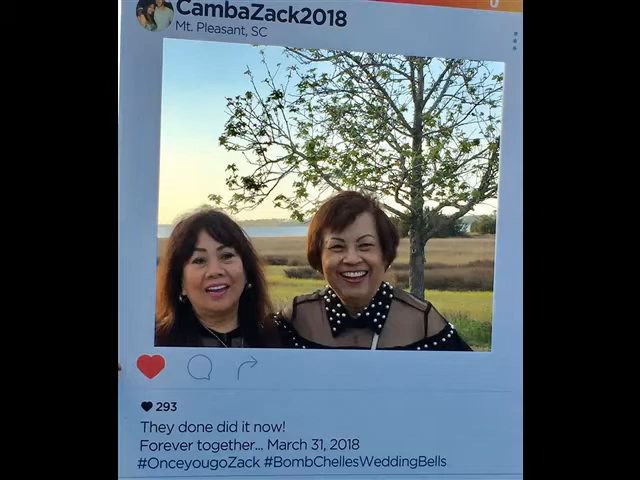 CambaZack2018
Mt. Pleasant, SC
293
They done did it now!
Forever together... March 31, 2018
#OnceyougoZack #BombChellesWeddingBells